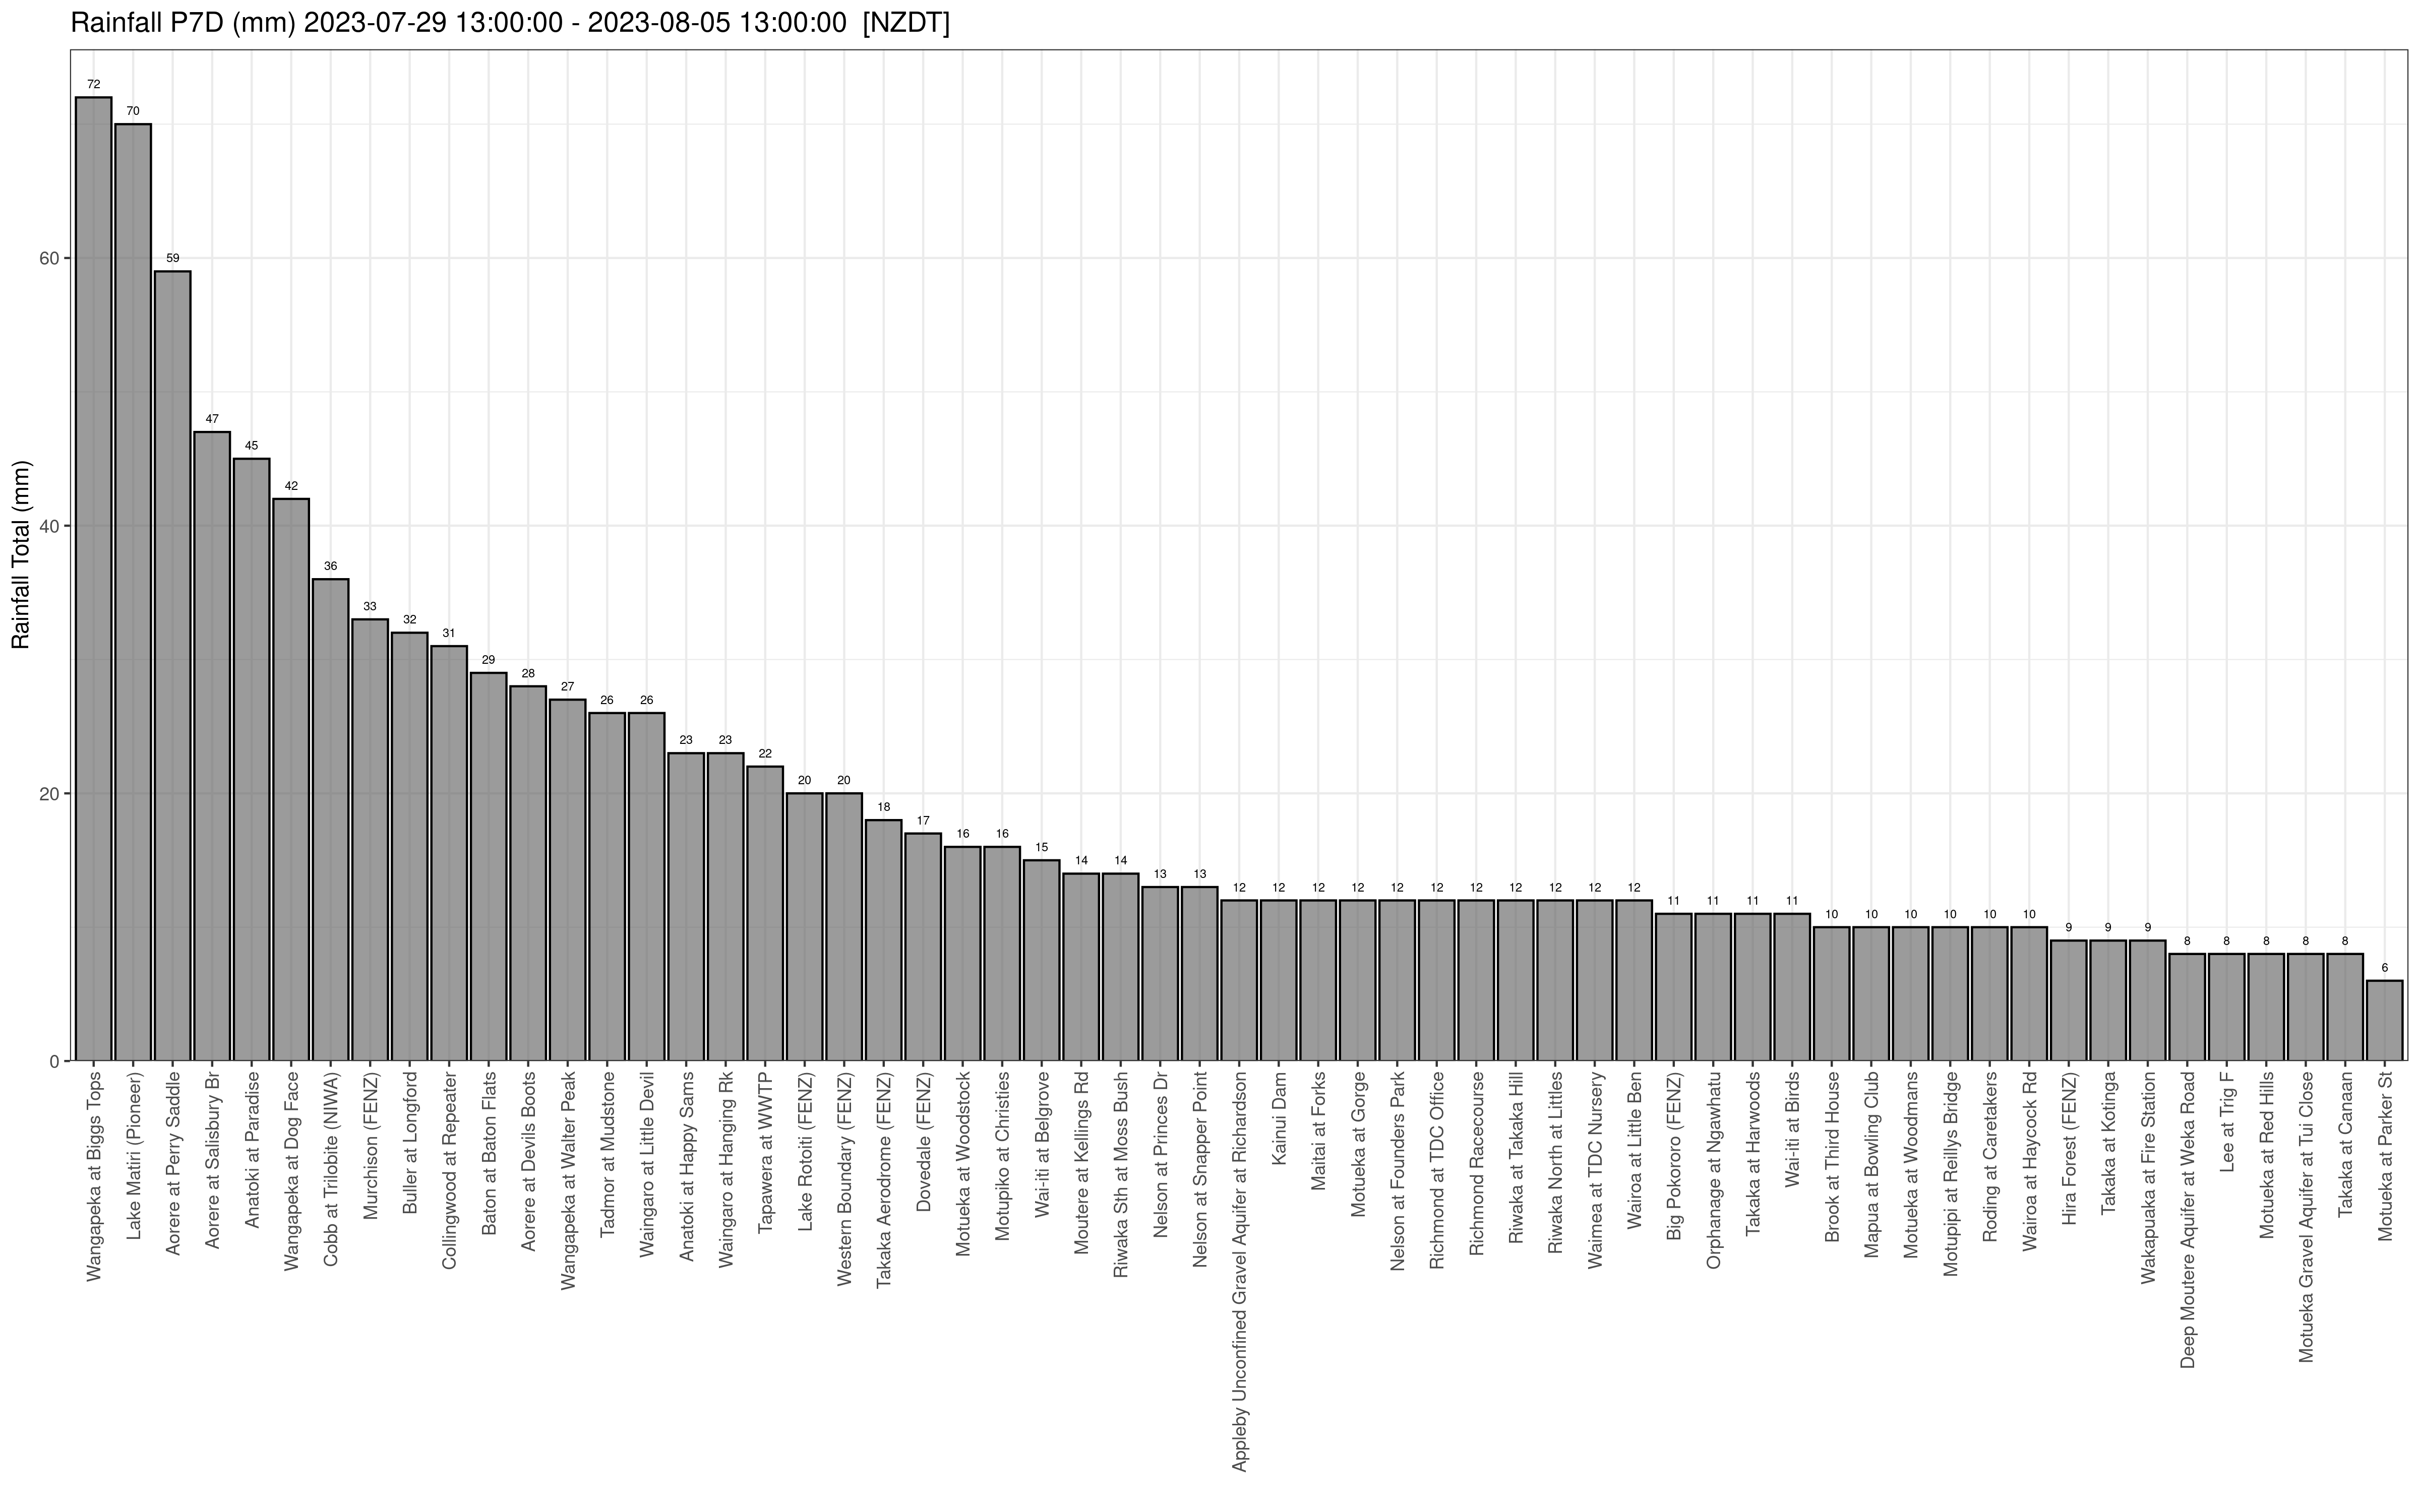 Rainfall P7D (mm) 2023-07-29 13:00:00 - 2023-08-05 13:00:00 [NZDT]
Rainfall Total (mm)
60
40
20
0
72
70
59
47
45
42
36
33
32
31
29
28
27
26
26
23
23
22
20
20
18
17
16
16
15
14
14
13
13
12
12
12
12
12
12
12
12
12
12
12
11
11
11
11
10
10
10
10
10
10
9
9
9
8
8
8
8
8
6
Wangapeka at Biggs Tops
Lake Matiri (Pioneer)
Aorere at Perry Saddle
Aorere at Salisbury Br
Anatoki at Paradise
Wangapeka at Dog Face
Cobb at Trilobite (NIWA)
Murchison (FENZ)
Buller at Longford
Collingwood at Repeater
Baton at Baton Flats
Aorere at Devils Boots
Wangapeka at Walter Peak
Tadmor at Mudstone
Waingaro at Little Devil
Anatoki at Happy Sams
Waingaro at Hanging Rk
Tapawera at WWTP
Lake Rotoiti (FENZ)
Western Boundary (FENZ)
Takaka Aerodrome (FENZ)
Dovedale (FENZ)
Motueka at Woodstock
Motupiko at Christies
Wai-iti at Belgrove
Moutere at Kellings Rd
Riwaka Sth at Moss Bush
Nelson at Princes Dr
Nelson at Snapper Point
Appleby Unconfined Gravel Aquifer at Richardson
Kainui Dam
Maitai at Forks
Motueka at Gorge
Nelson at Founders Park
Richmond at TDC Office
Richmond Racecourse
Riwaka at Takaka Hill
Riwaka North at Littles
Waimea at TDC Nursery
Wairoa at Little Ben
Big Pokororo (FENZ)
Orphanage at Ngawhatu
Takaka at Harwoods
Wai-iti at Birds
Brook at Third House
Mapua at Bowling Club
Motueka at Woodmans
Motupipi at Reillys Bridge
Roding at Caretakers
Wairoa at Haycock Rd
Hira Forest (FENZ)
Takaka at Kotinga
Wakapuaka at Fire Station
Deep Moutere Aquifer at Weka Road
Lee at Trig F
Motueka at Red Hills
Motueka Gravel Aquifer at Tui Close
Takaka at Canaan
Motueka at Parker St